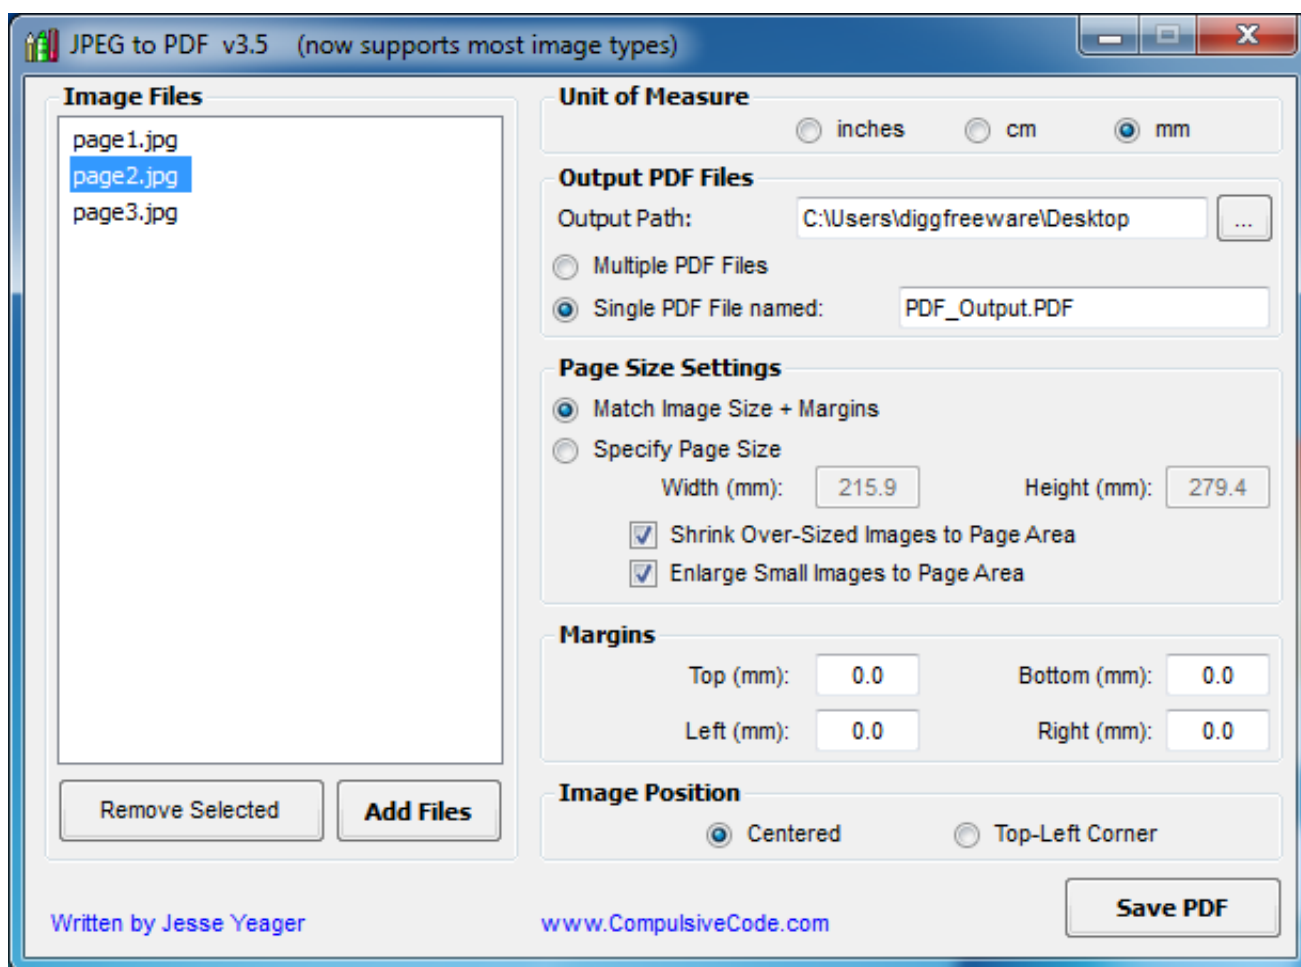 JPEG to PDF v3.5 (now supports most image types)
Image Files
page1.jpg
page2.jpg
page3.jpg
Remove Selected
Add Files
Unit of Measure
inches cm mm
Output PDF Files
Output Path: C:\Users\diggfreeware\Desktop ...
Multiple PDF Files
Single PDF File named: PDF_Output.PDF
Page Size Settings
Match Image Size + Margins
Specify Page Size
Width (mm): 215.9 Height (mm): 279.4
Shrink Over-Sized Images to Page Area
Enlarge Small Images to Page Area
Margins
Top (mm): 0.0 Bottom (mm): 0.0
Left (mm): 0.0 Right (mm): 0.0
Image Position
Centered Top-Left Corner
Written by Jesse Yeager www.CompulsiveCode.com Save PDF